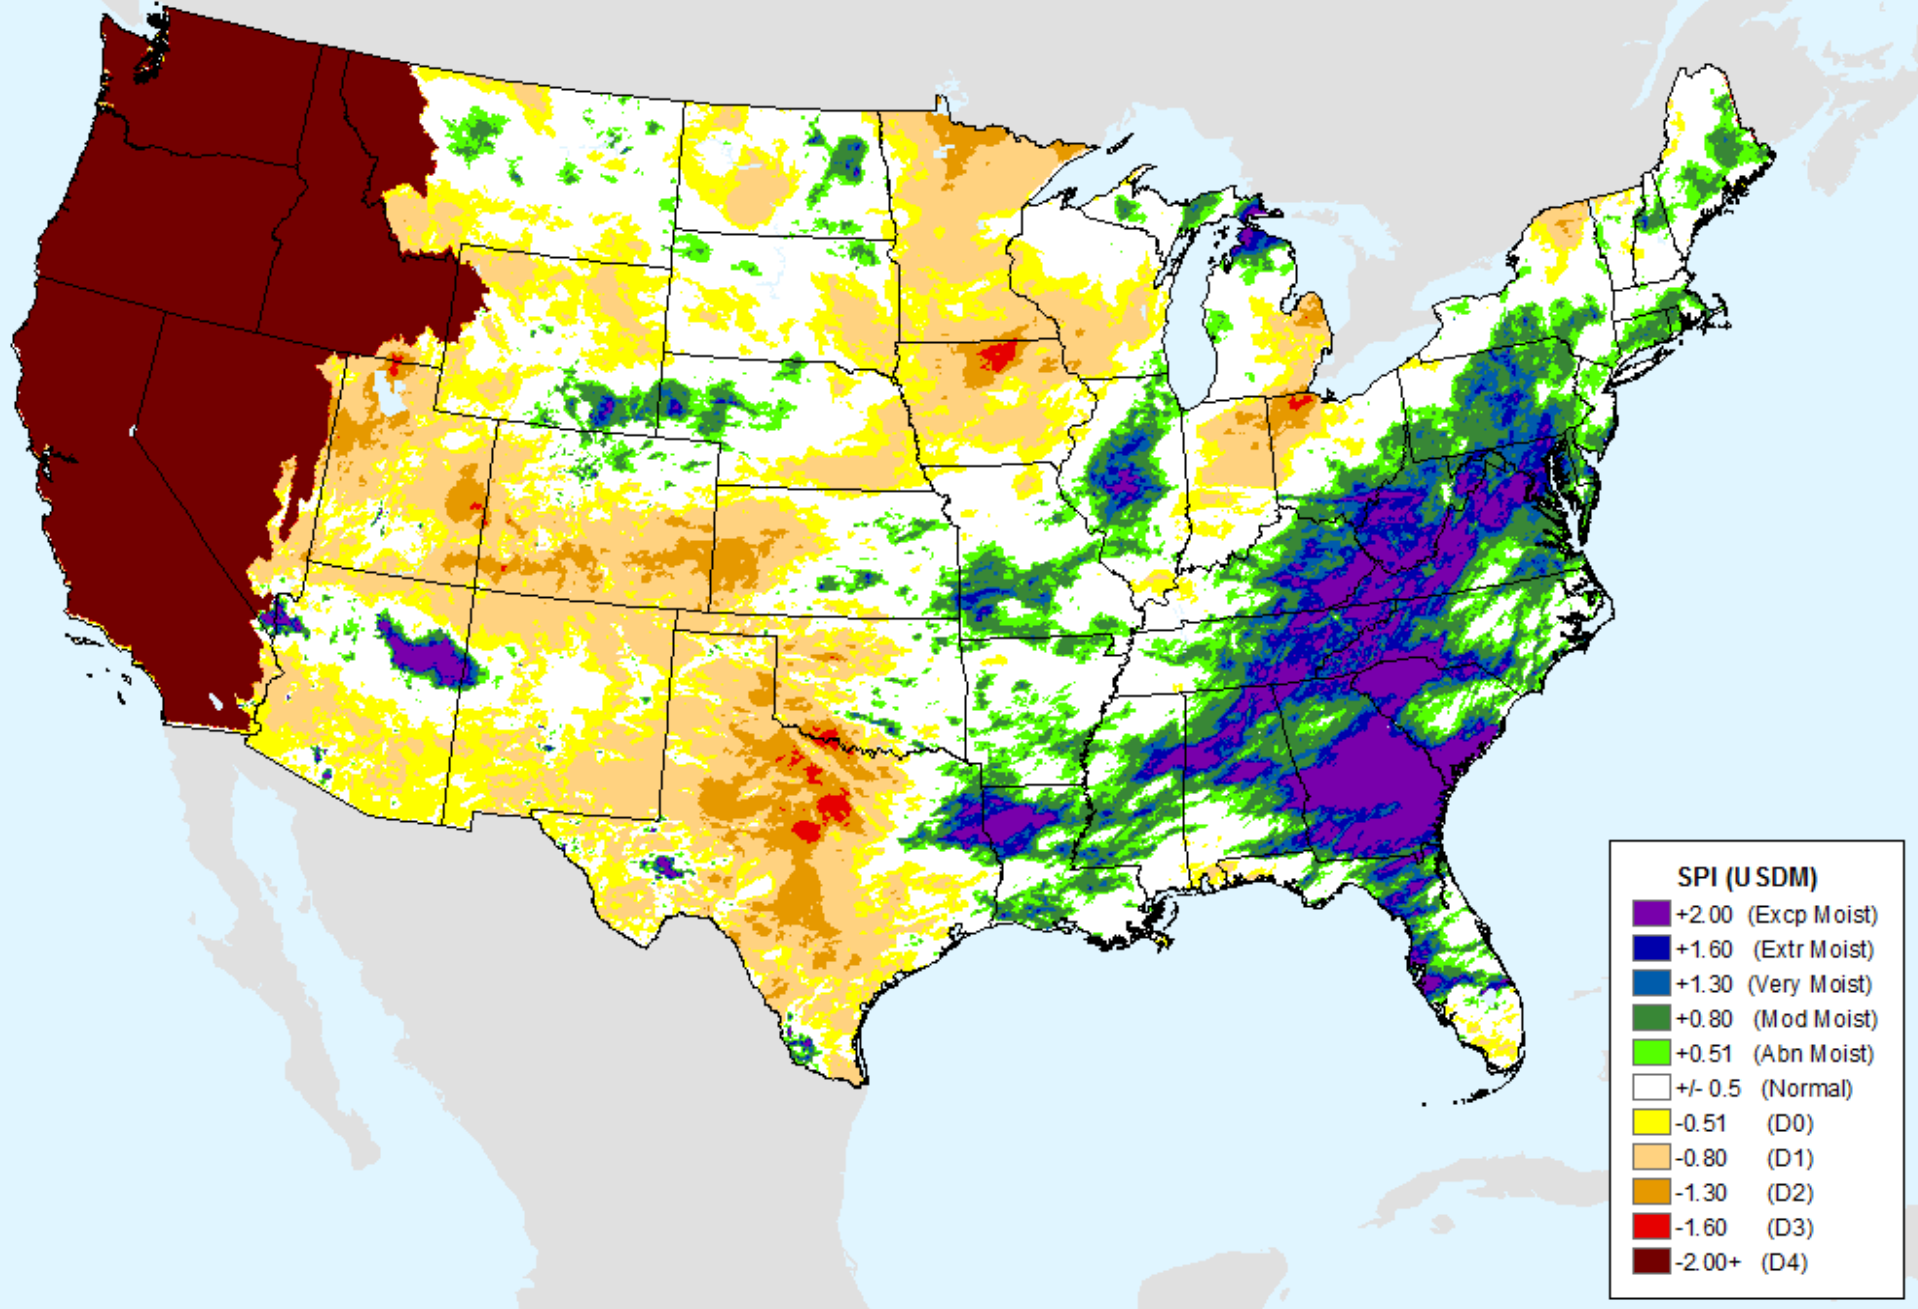 SPI (USDM)
+2.00 (Excp Moist)
+1.60 (Extr Moist)
+1.30 (Very Moist)
+0.80 (Mod Moist)
+0.51 (Abn Moist)
+/- 0.5 (Normal)
-0.51 (D0)
-0.80 (D1)
-1.30 (D2)
-1.60 (D3)
-2.00+ (D4)